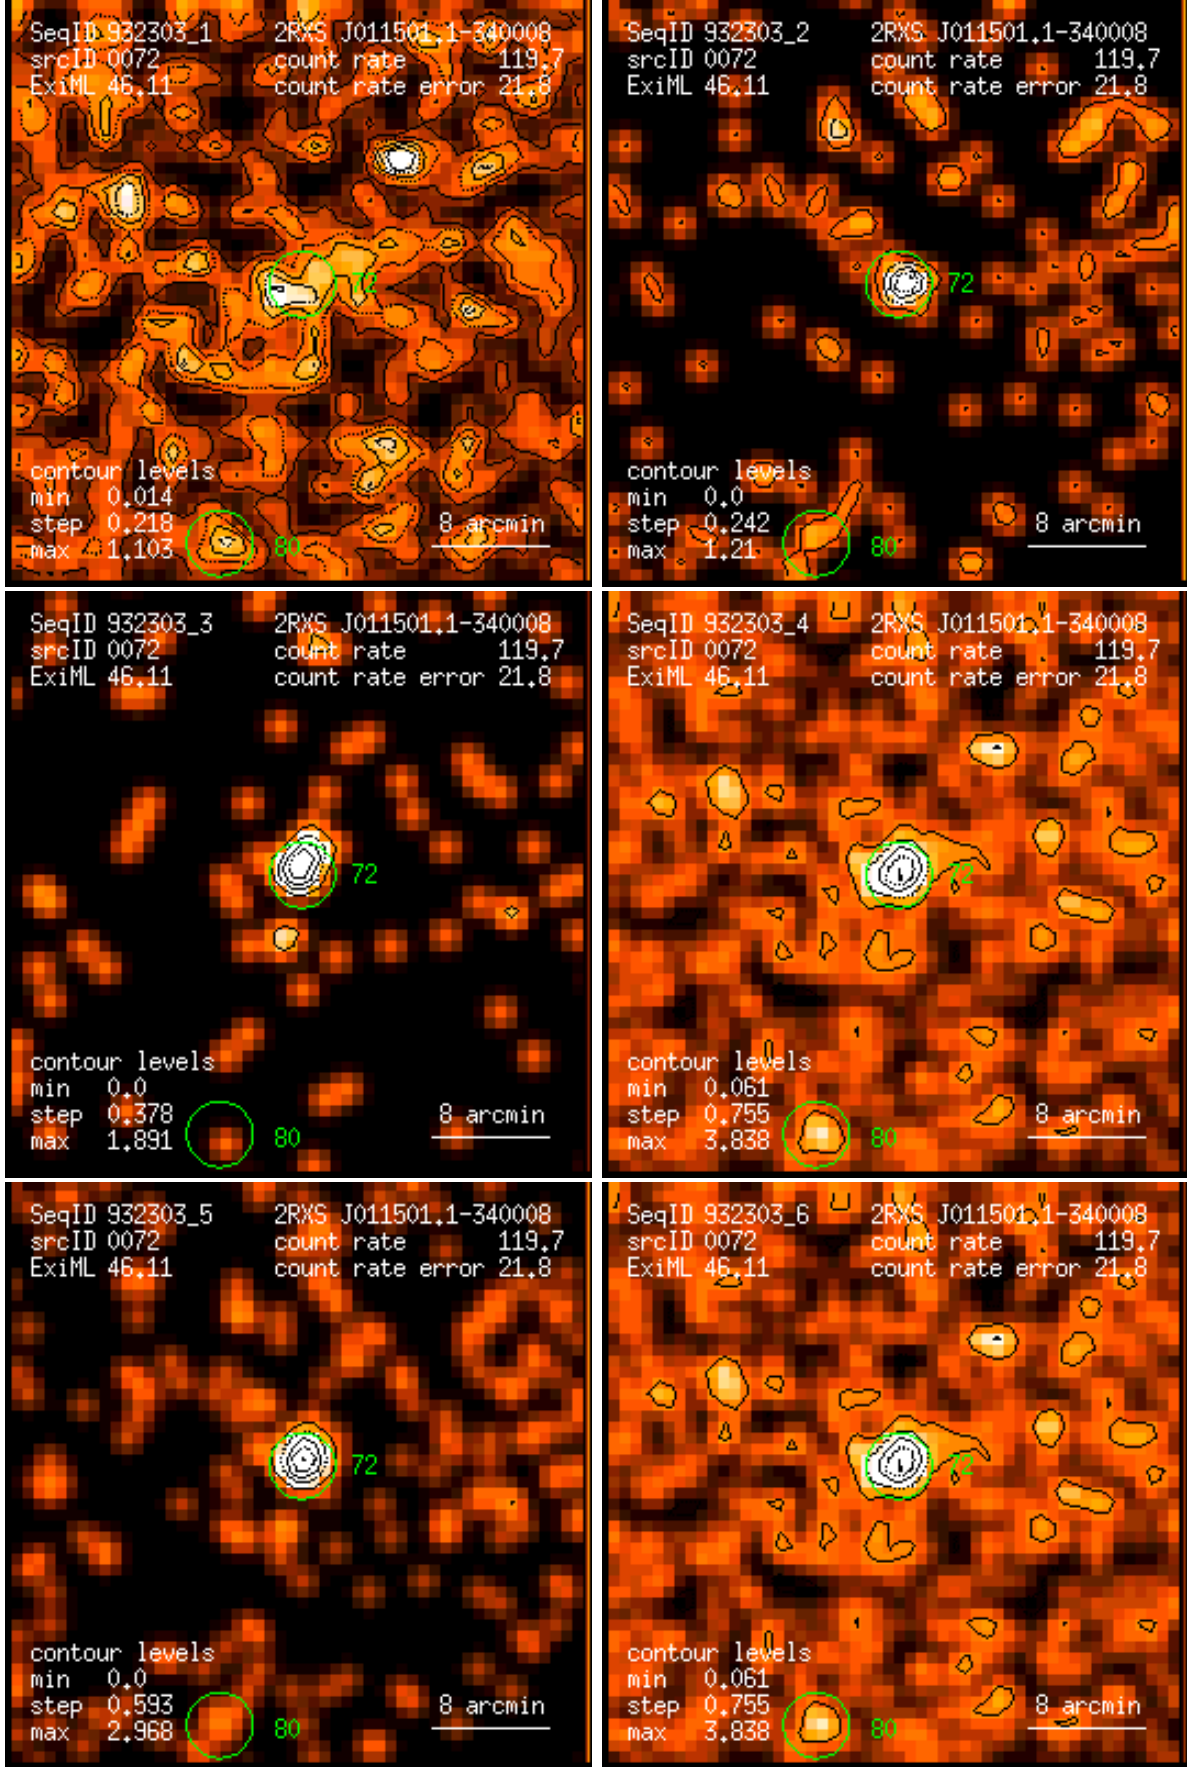 SeqID 932303_1 2RXS J011501.1-340008
srcID 0072 count rate 119.7
ExiML 46.11 count rate error 21.8
72
contour levels
min 0.014
step 0.218 8 arcmin
max 1.103 80
SeqID 932303_2 2RXS J011501.1-340008
srcID 0072 count rate 119.7
ExiML 46.11 count rate error 21.8
72
contour levels
min 0.0
step 0.242 8 arcmin
max 1.21 80
SeqID 932303_3 2RXS J011501.1-340008
srcID 0072 count rate 119.7
ExiML 46.11 count rate error 21.8
72
contour levels
min 0.0
step 0.378 8 arcmin
max 1.891 80
SeqID 932303_4 2RXS J011501.1-340008
srcID 0072 count rate 119.7
ExiML 46.11 count rate error 21.8
72
contour levels
min 0.061
step 0.755 8 arcmin
max 3.838 80
SeqID 932303_5 2RXS J011501.1-340008
srcID 0072 count rate 119.7
ExiML 46.11 count rate error 21.8
72
contour levels
min 0.0
step 0.593 8 arcmin
max 2.968 80
SeqID 932303_6 2RXS J011501.1-340008
srcID 0072 count rate 119.7
ExiML 46.11 count rate error 21.8
72
contour levels
min 0.061
step 0.755 8 arcmin
max 3.838 80